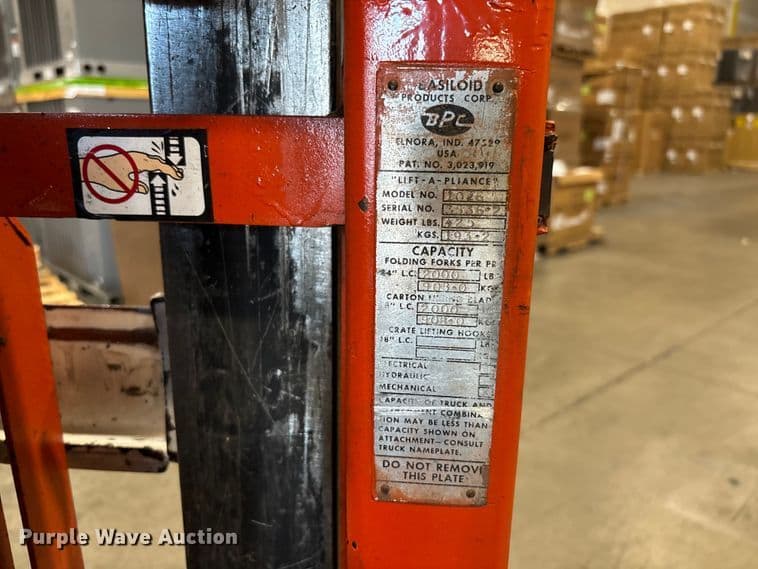 BASILOID
PRODUCTS CORP.
BPC
ELNORA, IND.
USA
PAT. NO. 3,023,919
"LIFT-A-PLIANCE"
MODEL NO.
SERIAL NO.
WEIGHT LBS.
KGS.
CAPACITY
FOLDING FORKS PER PR
24" L.C. 2000 LB
KG
CARTON
L.C. 2000
CRATE LIFTING HOOKS
18" L.C.
ELECTRICAL
HYDRAULIC
MECHANICAL
CAPACITY OF TRUCK AND
ATTACHMENT COMBINA
TION MAY BE LESS THAN
CAPACITY SHOWN ON
ATTACHMENT—CONSULT
TRUCK NAMEPLATE.
DO NOT REMOVE
THIS PLATE
Purple Wave Auction